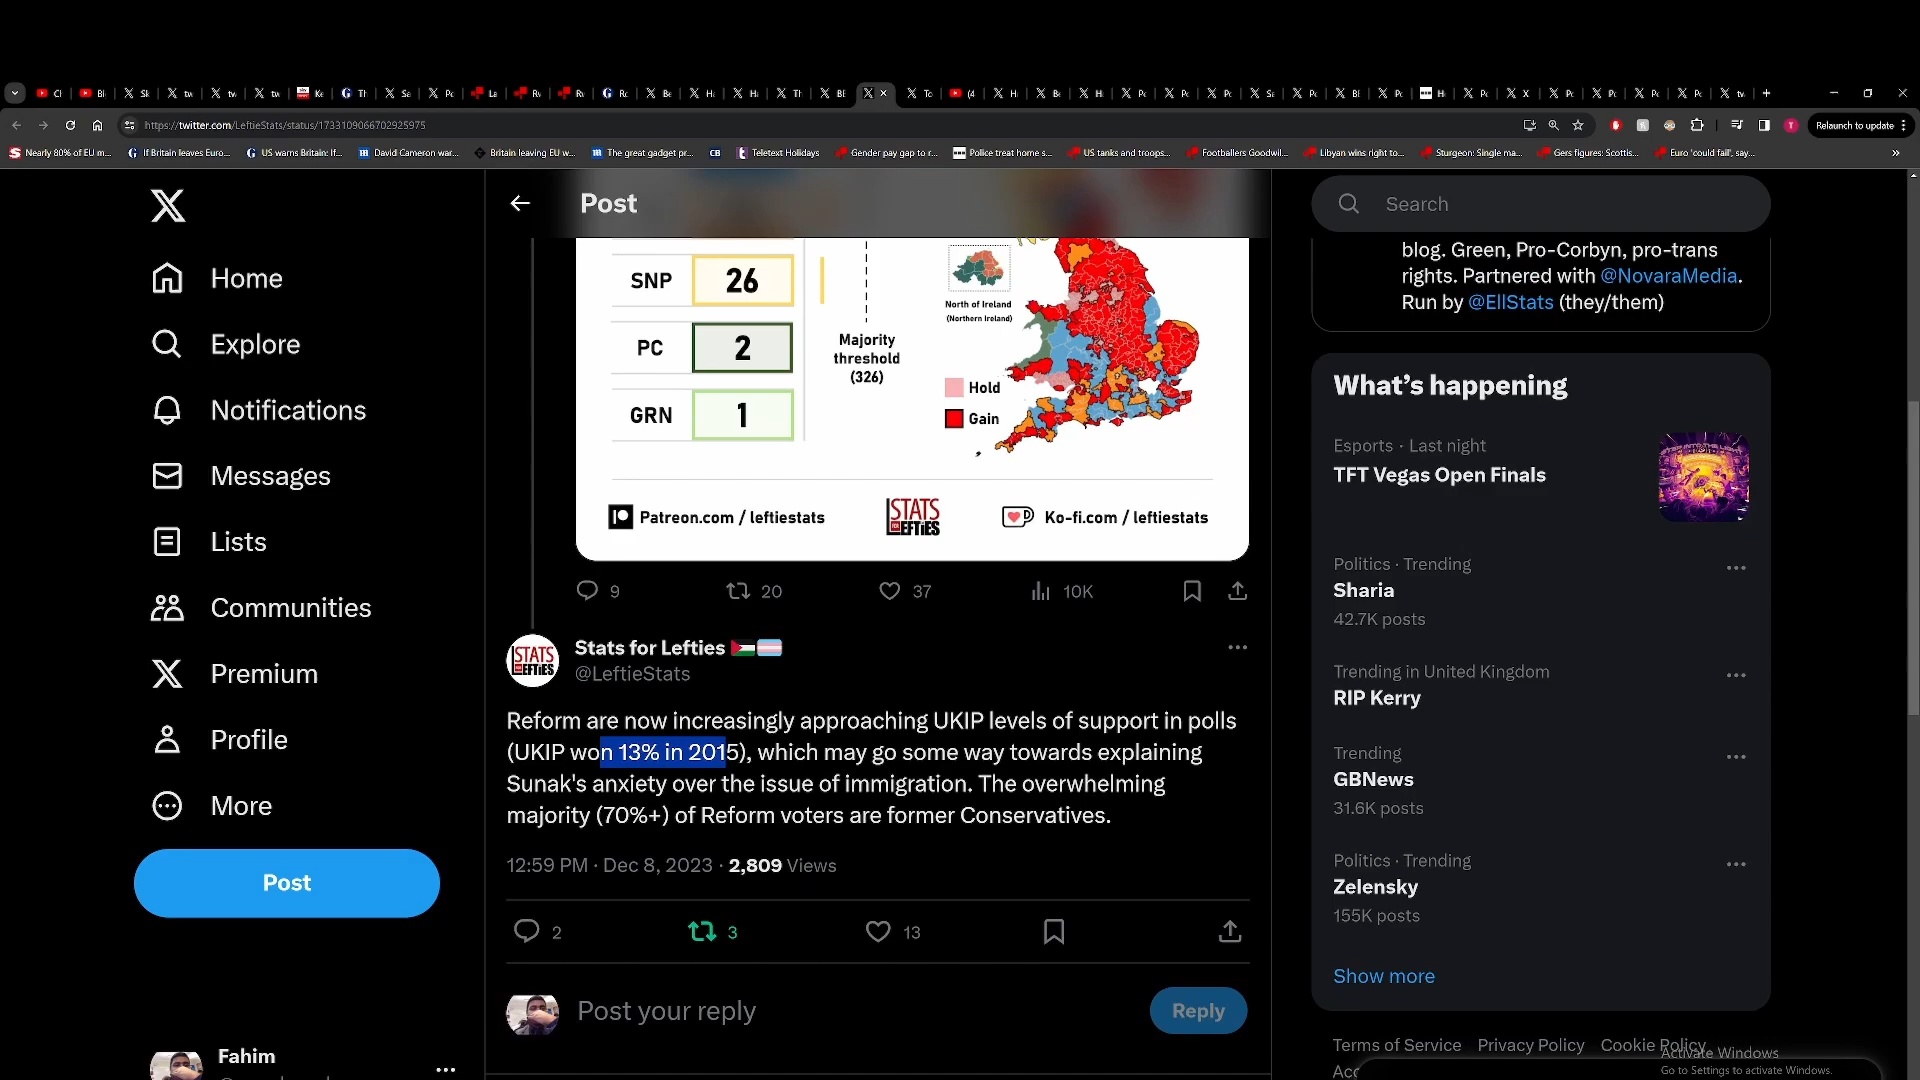 https://twitter.com/LeftieStats/status/1733109066702925975
Relaunch to update
Nearly 80% of EU m...
If Britain leaves Euro...
US warns Britain: If...
David Cameron war...
Britain leaving EU w...
The great gadget pr...
CB
Teletext Holidays
Gender pay gap to r...
Police treat home s...
US tanks and troops...
Footballers Goodwil...
Libyan wins right to...
Sturgeon: Single ma...
Gers figures: Scottis...
Euro 'could fail', say...
Home
Explore
Notifications
Messages
Lists
Communities
Premium
Profile
More
Post
Fahim
Post
SNP 26
PC 2
GRN 1
Majority
threshold
(326)
North of Ireland
(Northern Ireland)
Hold
Gain
Patreon.com / leftiestats
STATS
FOR LEFTIES
Ko-fi.com / leftiestats
9 20 37 10K
Stats for Lefties
@LeftieStats
Reform are now increasingly approaching UKIP levels of support in polls
(UKIP won 13% in 2015), which may go some way towards explaining
Sunak's anxiety over the issue of immigration. The overwhelming
majority (70%+) of Reform voters are former Conservatives.
12:59 PM · Dec 8, 2023 · 2,809 Views
2 3 13
Post your reply
Reply
Search
blog. Green, Pro-Corbyn, pro-trans
rights. Partnered with @NovaraMedia.
Run by @EllStats (they/them)
What's happening
Esports · Last night
TFT Vegas Open Finals
Politics · Trending
Sharia
42.7K posts
Trending in United Kingdom
RIP Kerry
Trending
GBNews
31.6K posts
Politics · Trending
Zelensky
155K posts
Show more
Terms of Service Privacy Policy Cookie Policy
Activate Windows
Go to Settings to activate Windows.